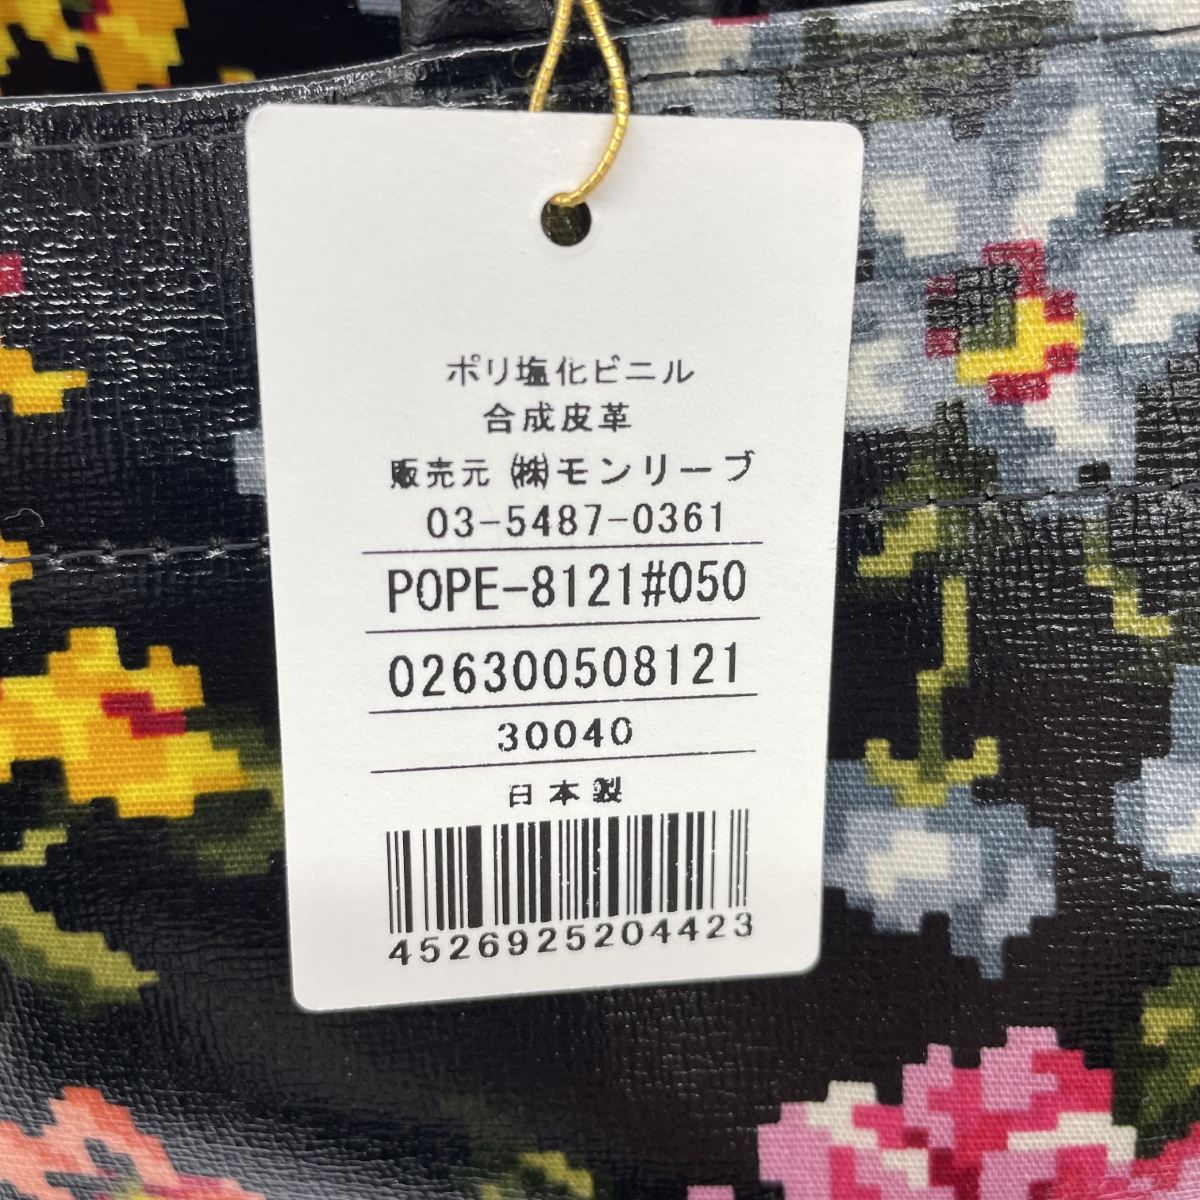 ポリ塩化ビニル
合成皮革
販売元 ㈱モンリーブ
03-5487-0361
POPE-8121#050
026300508121
30040
日本製
4526925204423